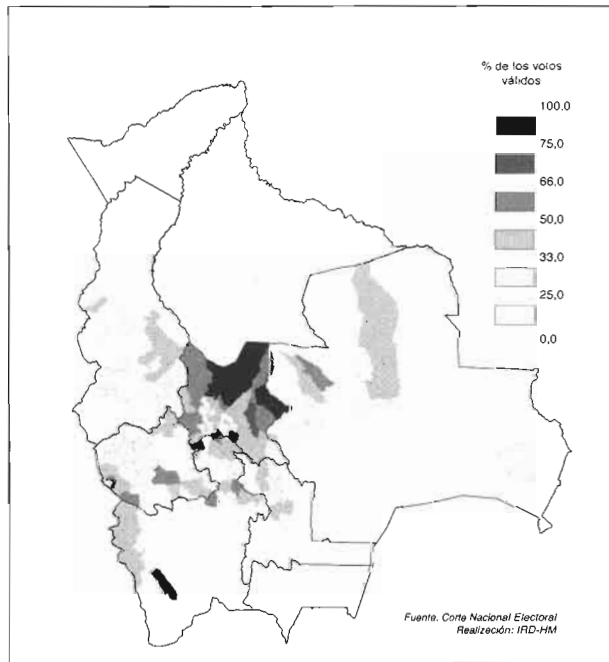 % de los votos
válidos
100,0
75,0
66,0
50,0
33,0
25,0
0,0
Fuente. Corte Nacional Electoral
Realización: IRD-HM